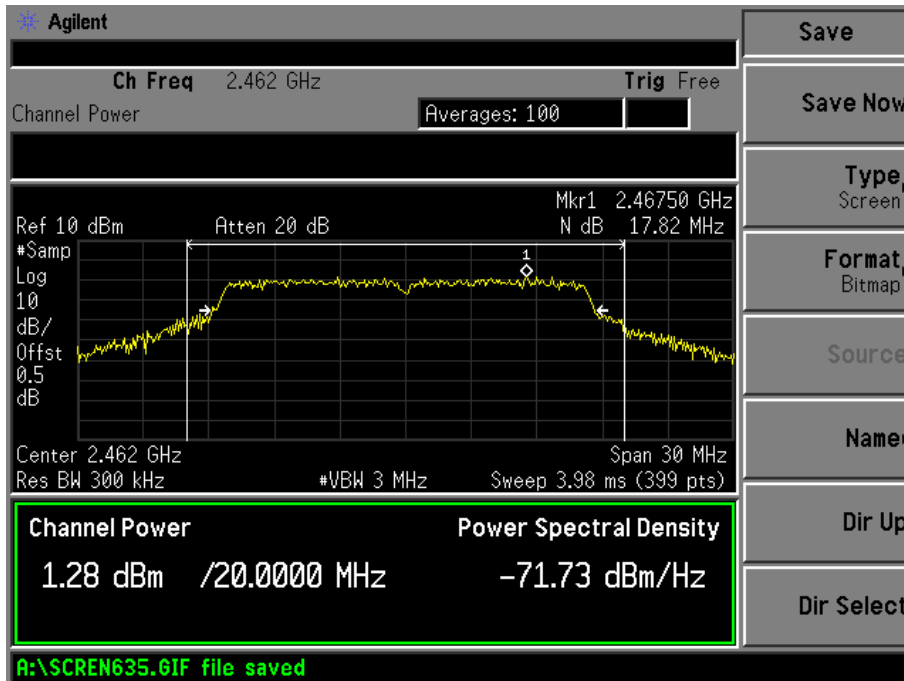 Agilent
Ch Freq 2.462 GHz Trig Free
Channel Power Averages: 100
Mkr1 2.46750 GHz
Ref 10 dBm Atten 20 dB N dB 17.82 MHz
#Samp
Log
10
dB/
Offst
0.5
dB
1
Center 2.462 GHz Span 30 MHz
Res BW 300 kHz #VBW 3 MHz Sweep 3.98 ms (399 pts)
Channel Power Power Spectral Density
1.28 dBm /20.0000 MHz -71.73 dBm/Hz
A:\SCREN635.GIF file saved
Save
Save Now
Type
Screen
Format
Bitmap
Source
Name
Dir Up
Dir Select